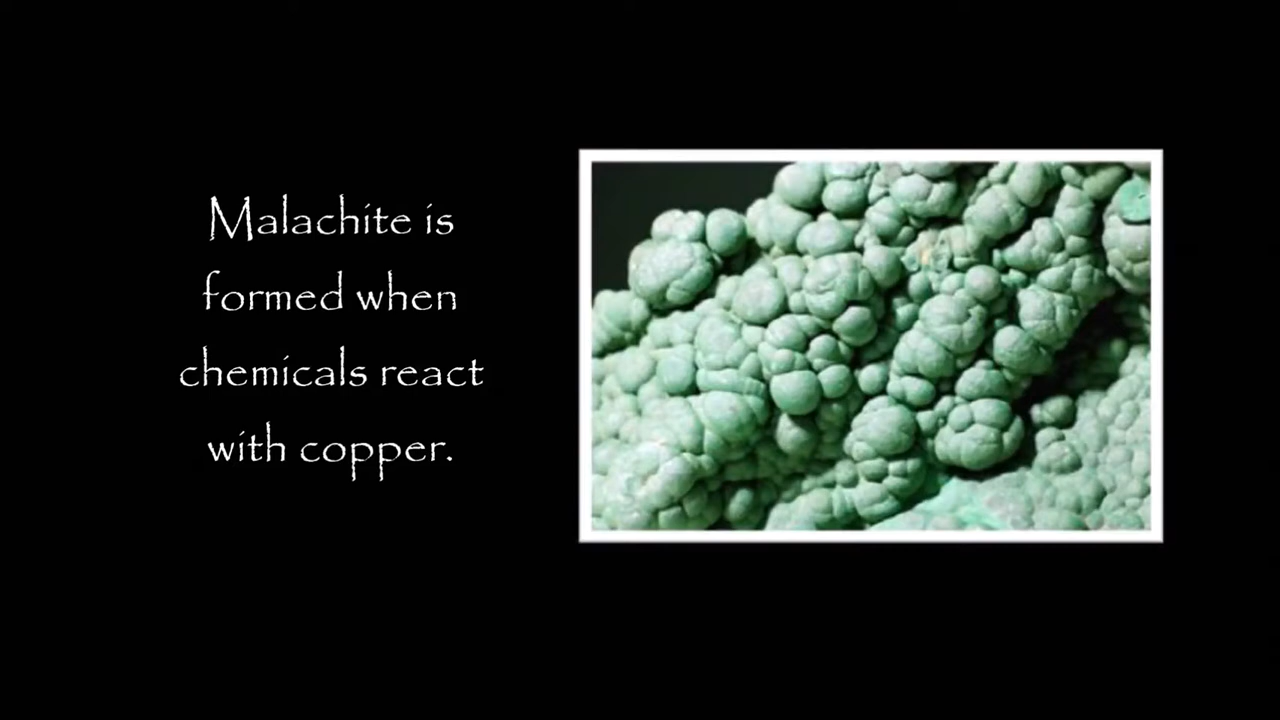 Malachite is
formed when
chemicals react
with copper.